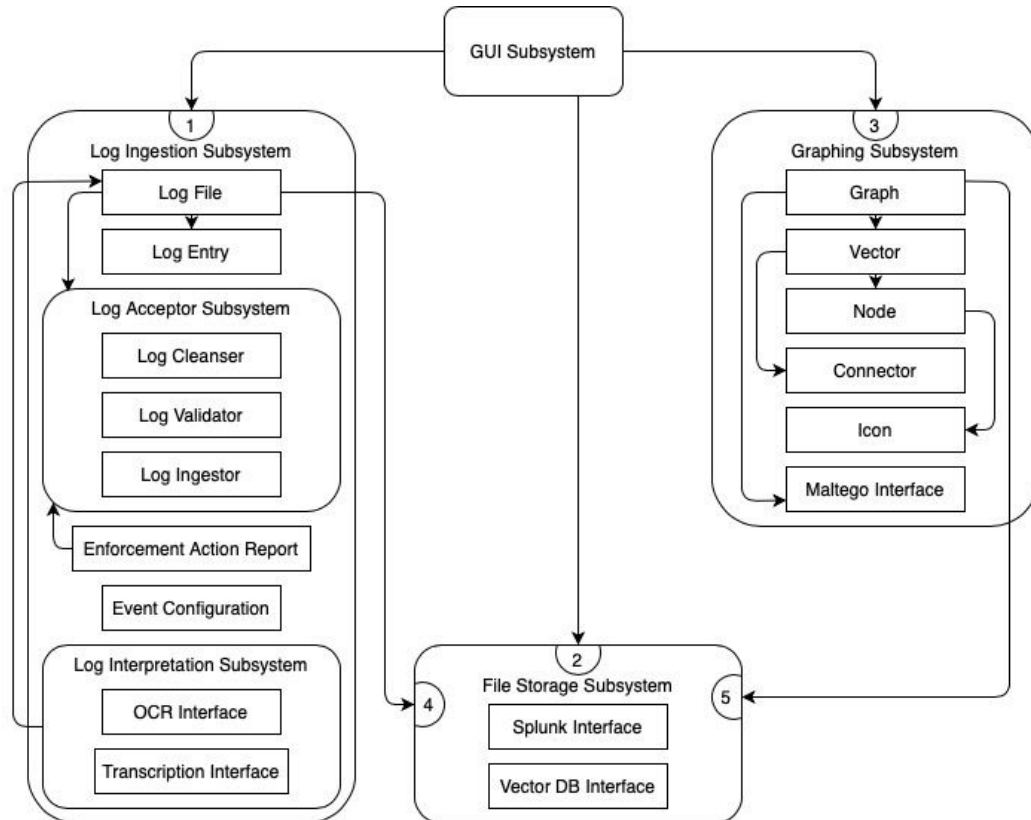 GUI Subsystem
1
Log Ingestion Subsystem
Log File
Log Entry
Log Acceptor Subsystem
Log Cleanser
Log Validator
Log Ingestor
Enforcement Action Report
Event Configuration
Log Interpretation Subsystem
OCR Interface
Transcription Interface
2
File Storage Subsystem
4
5
Splunk Interface
Vector DB Interface
3
Graphing Subsystem
Graph
Vector
Node
Connector
Icon
Maltego Interface